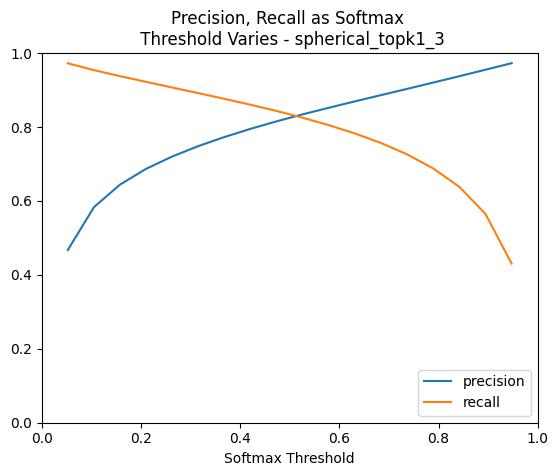 Precision, Recall as Softmax
Threshold Varies - spherical_topk1_3
1.0
0.8
0.6
0.4
0.2
0.0
0.0 0.2 0.4 0.6 0.8 1.0
Softmax Threshold
precision
recall